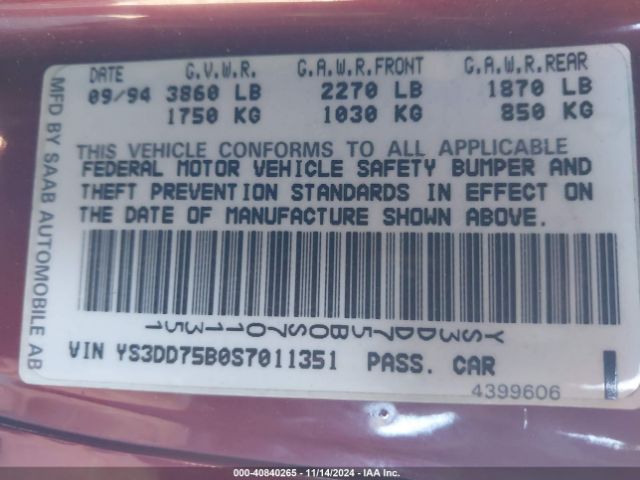 MFD BY SAAB AUTOMOBILE AB
DATE G.V.W.R. G.A.W.R.FRONT G.A.W.R.REAR
09/94 3860 LB 2270 LB 1870 LB
1750 KG 1030 KG 850 KG
THIS VEHICLE CONFORMS TO ALL APPLICABLE
FEDERAL MOTOR VEHICLE SAFETY BUMPER AND
THEFT PREVENTION STANDARDS IN EFFECT ON
THE DATE OF MANUFACTURE SHOWN ABOVE.
YS3DD75B0S7011351
VIN YS3DD75B0S7011351 PASS. CAR
4399606
000-40840265 - 11/14/2024 - IAA Inc.